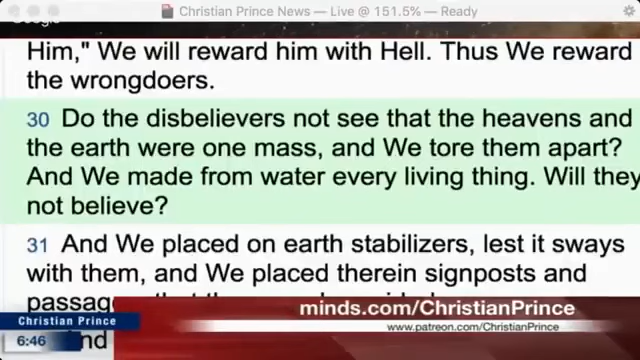 Christian Prince News — Live @ 151.5% — Ready
Him," We will reward him with Hell. Thus We reward
the wrongdoers.
30 Do the disbelievers not see that the heavens and
the earth were one mass, and We tore them apart?
And We made from water every living thing. Will they
not believe?
31 And We placed on earth stabilizers, lest it sways
with them, and We placed therein signposts and
minds.com/ChristianPrince
www.patreon.com/ChristianPrince
Christian Prince
6:46